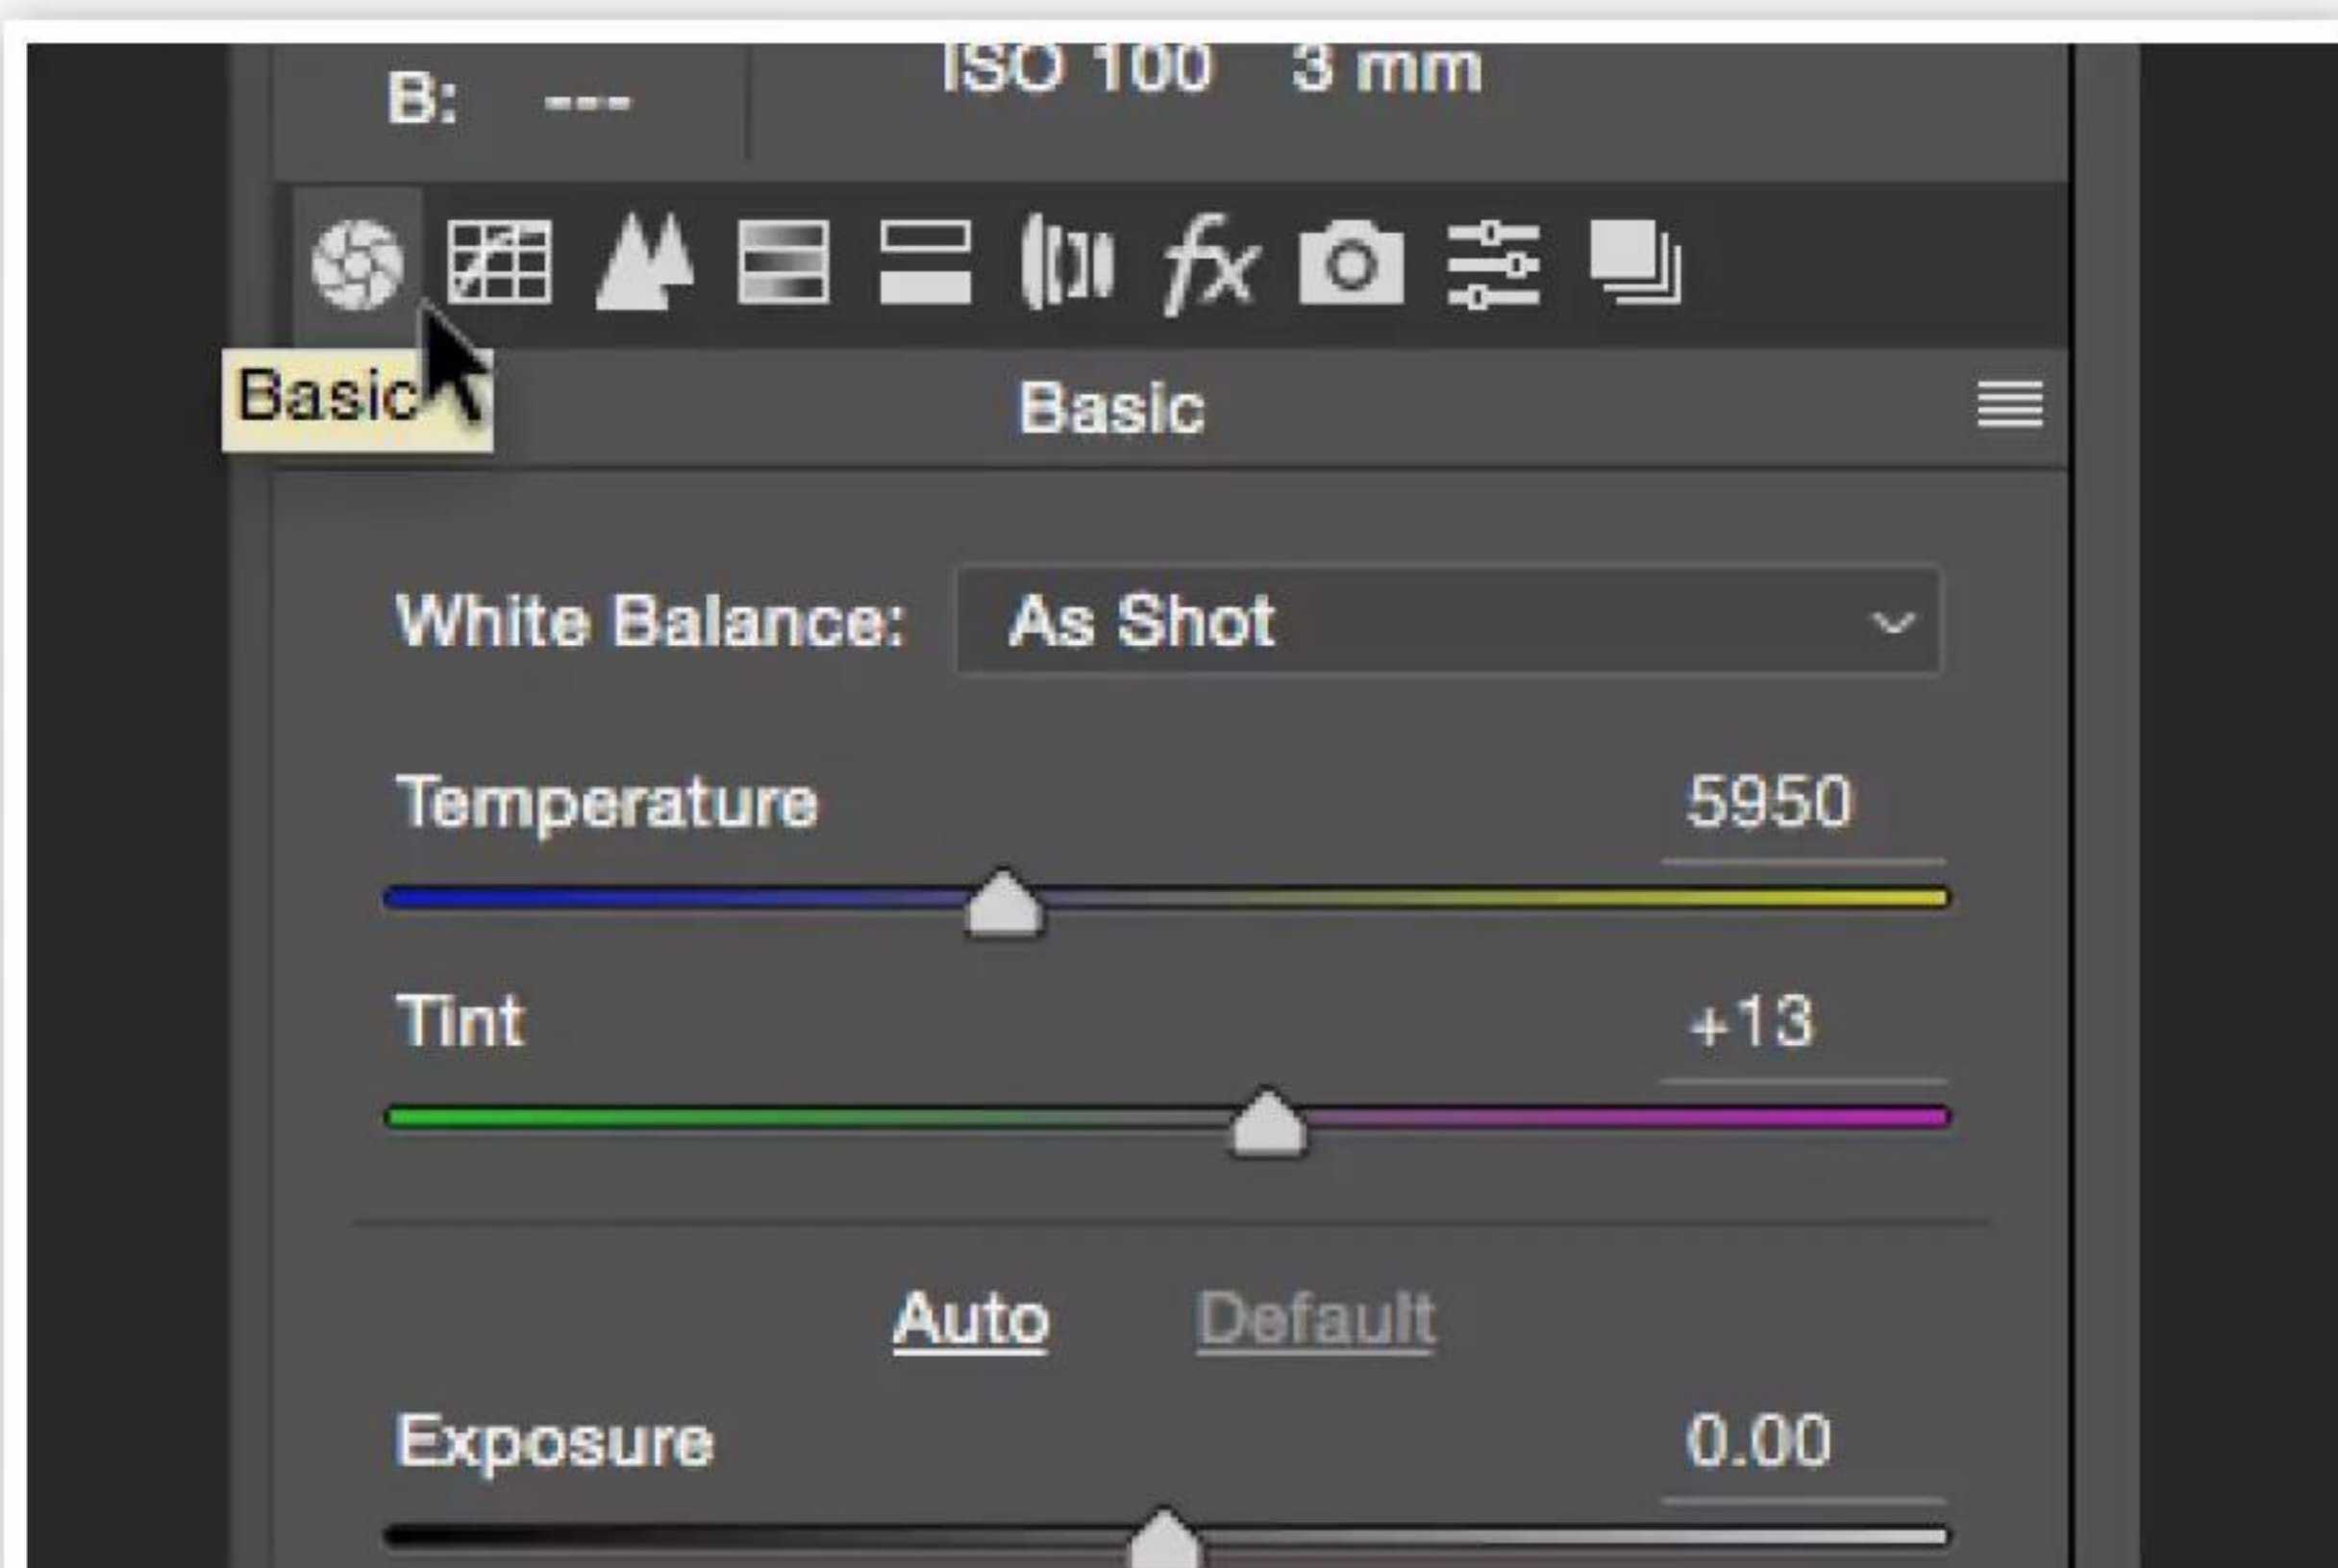 B: --- ISO 100 3 mm
fx
Basic
Basic
White Balance: As Shot
Temperature 5950
Tint +13
Auto Default
Exposure 0.00